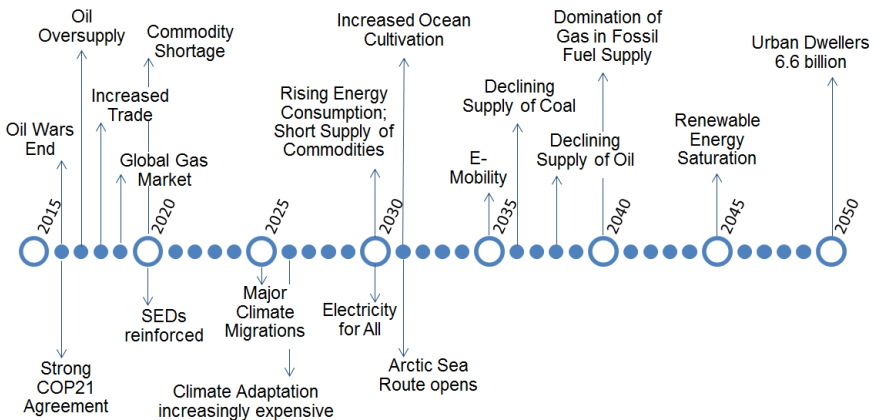 Oil
Oversupply
Commodity
Shortage
Increased Ocean
Cultivation
Domination of
Gas in Fossil
Fuel Supply
Urban Dwellers
6.6 billion
Oil Wars
End
Increased
Trade
Global Gas
Market
Rising Energy
Consumption;
Short Supply of
Commodities
Declining
Supply of Coal
E-
Mobility
Declining
Supply of Oil
Renewable
Energy
Saturation
2015
2020
2025
2030
2035
2040
2045
2050
Strong
COP21
Agreement
SEDs
reinforced
Major
Climate
Migrations
Climate Adaptation
increasingly expensive
Electricity
for All
Arctic Sea
Route opens